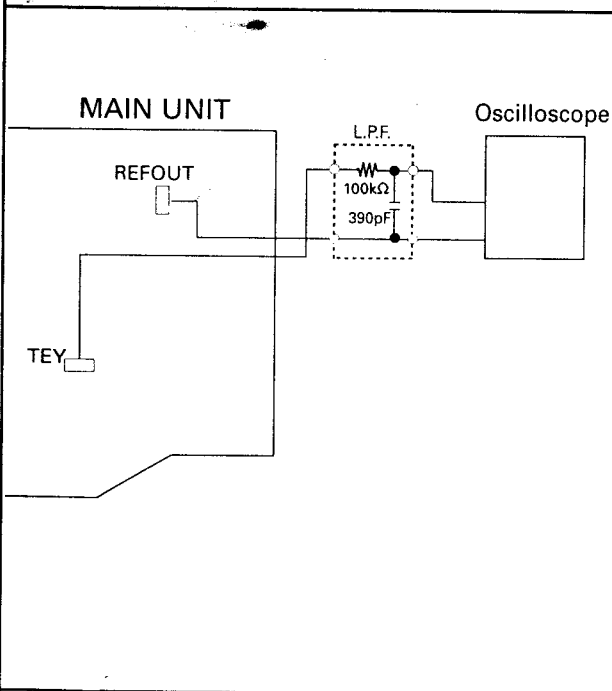 MAIN UNIT
Oscilloscope
L.P.F.
REFOUT
100kΩ
390pF
TEY